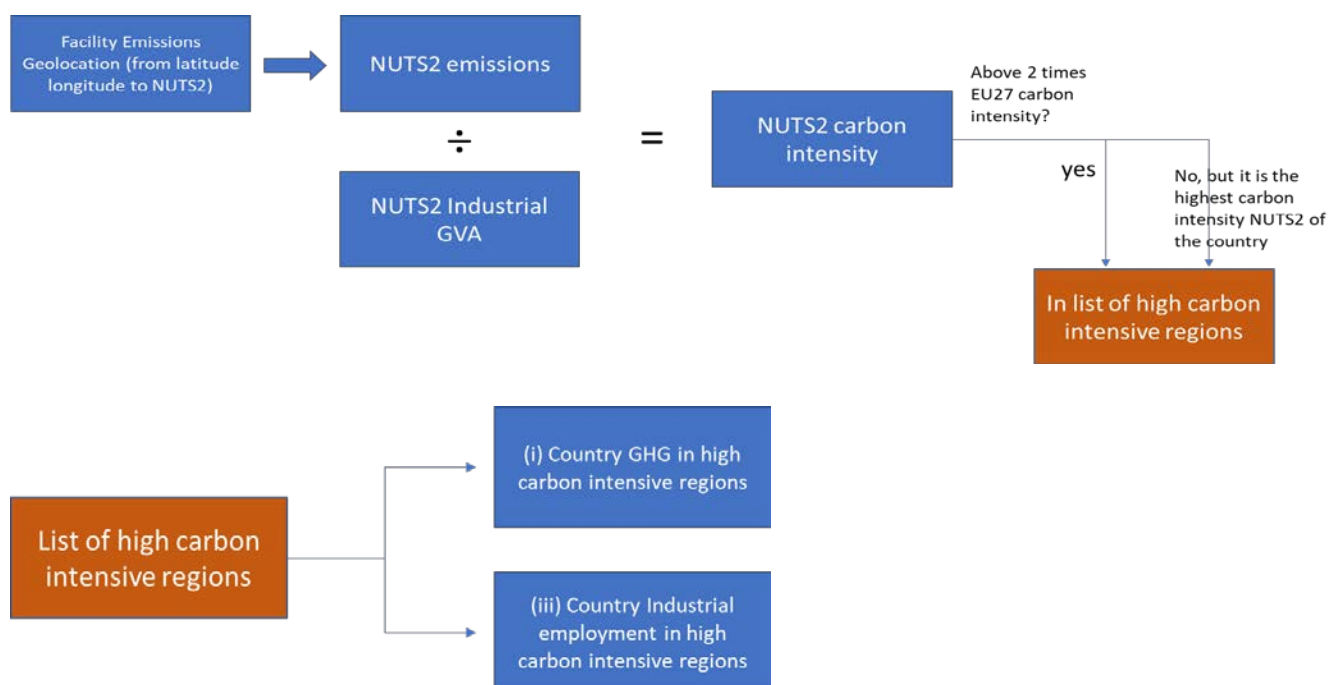 Facility Emissions
Geolocation (from latitude
longitude to NUTS2)
NUTS2 emissions
÷
NUTS2 Industrial
GVA
=
NUTS2 carbon
intensity
Above 2 times
EU27 carbon
intensity?
yes
No, but it is the
highest carbon
intensity NUTS2 of
the country
In list of high carbon
intensive regions
List of high carbon
intensive regions
(i) Country GHG in high
carbon intensive regions
(iii) Country Industrial
employment in high
carbon intensive regions